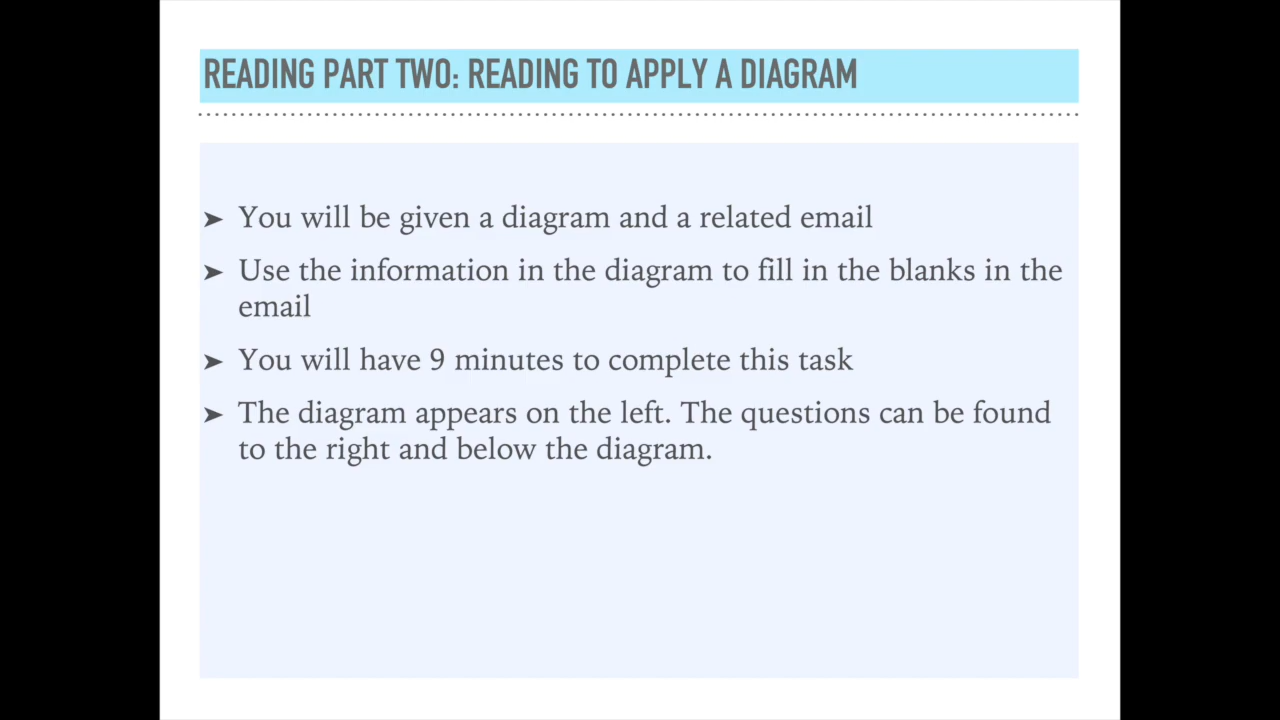 READING PART TWO: READING TO APPLY A DIAGRAM
➤ You will be given a diagram and a related email
➤ Use the information in the diagram to fill in the blanks in the
email
➤ You will have 9 minutes to complete this task
➤ The diagram appears on the left. The questions can be found
to the right and below the diagram.